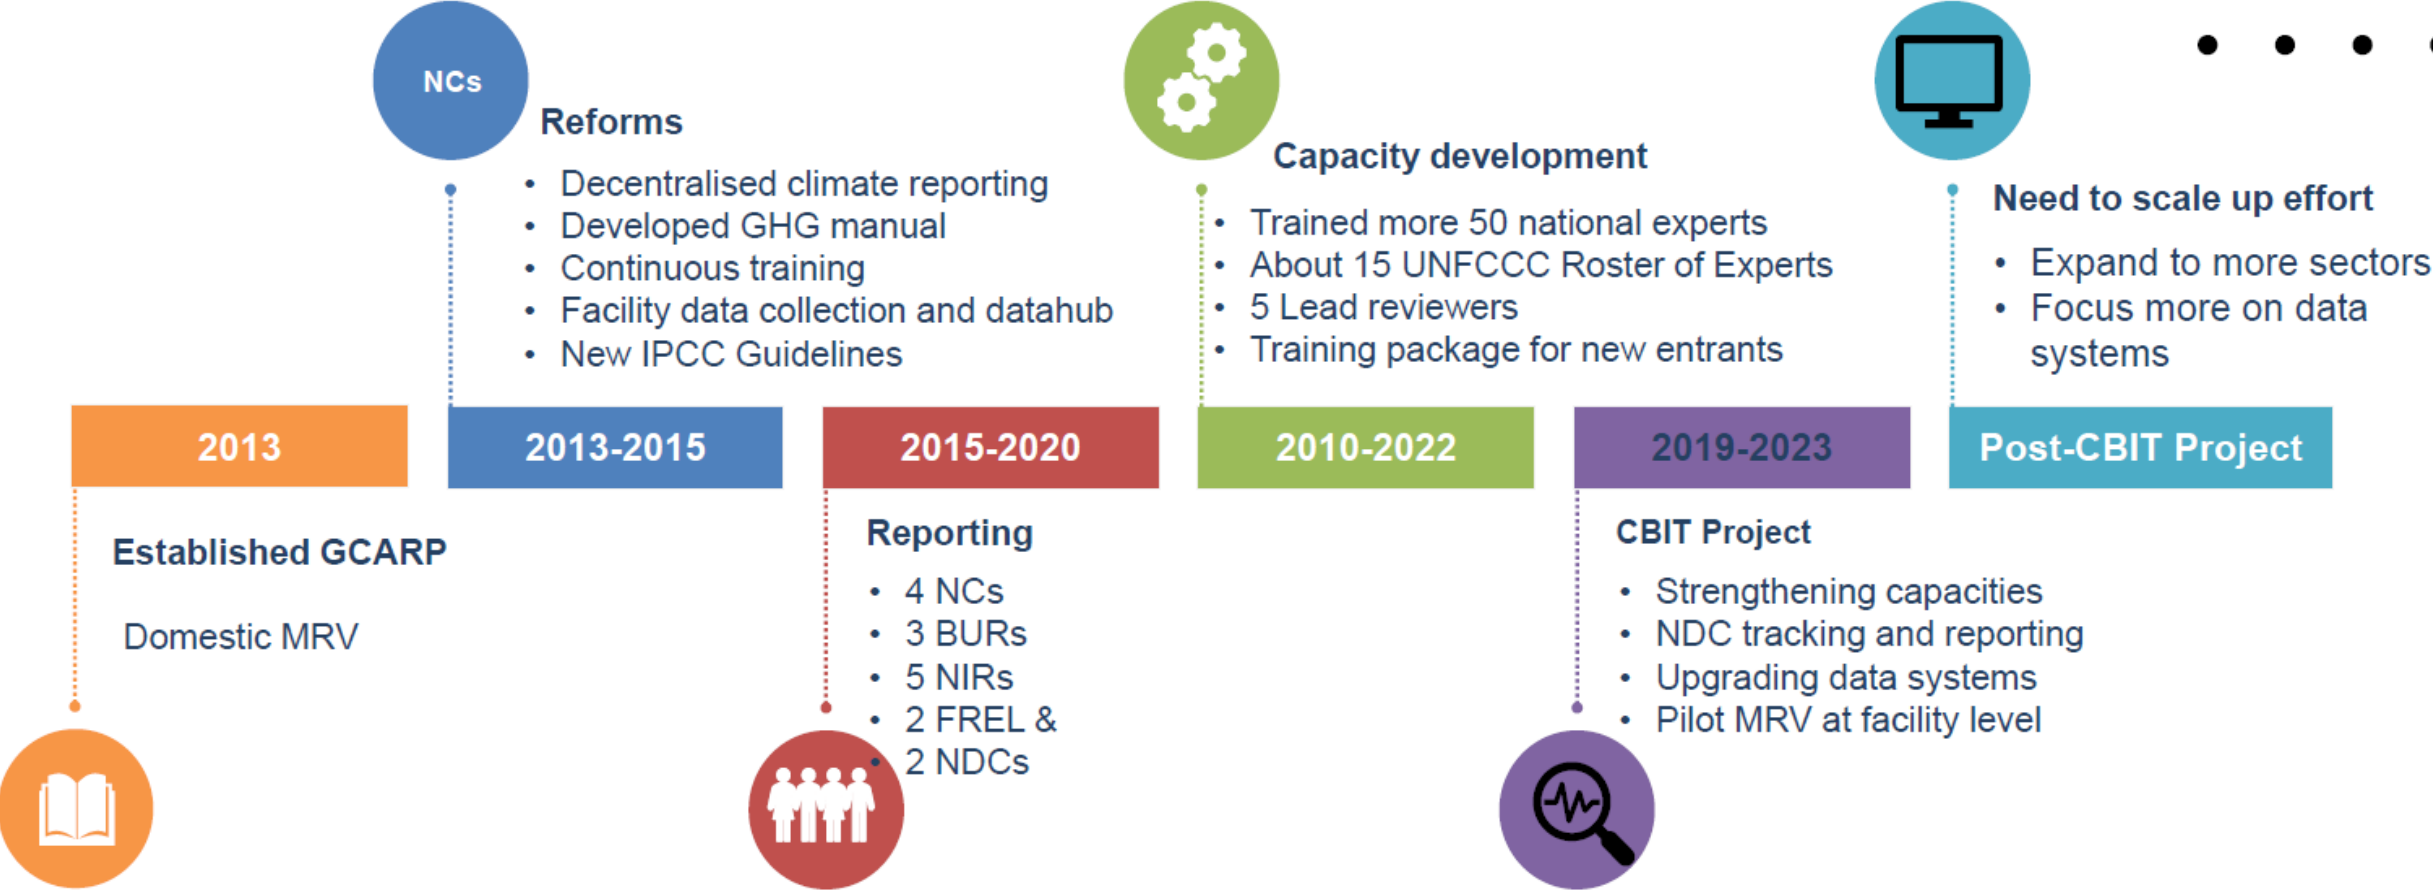 NCs
Reforms
• Decentralised climate reporting
• Developed GHG manual
• Continuous training
• Facility data collection and datahub
• New IPCC Guidelines
Capacity development
• Trained more 50 national experts
• About 15 UNFCCC Roster of Experts
• 5 Lead reviewers
• Training package for new entrants
Need to scale up effort
• Expand to more sectors
• Focus more on data
systems
2013
2013-2015
2015-2020
2010-2022
2019-2023
Post-CBIT Project
Established GCARP
Domestic MRV
Reporting
• 4 NCs
• 3 BURs
• 5 NIRs
• 2 FREL &
• 2 NDCs
CBIT Project
• Strengthening capacities
• NDC tracking and reporting
• Upgrading data systems
• Pilot MRV at facility level